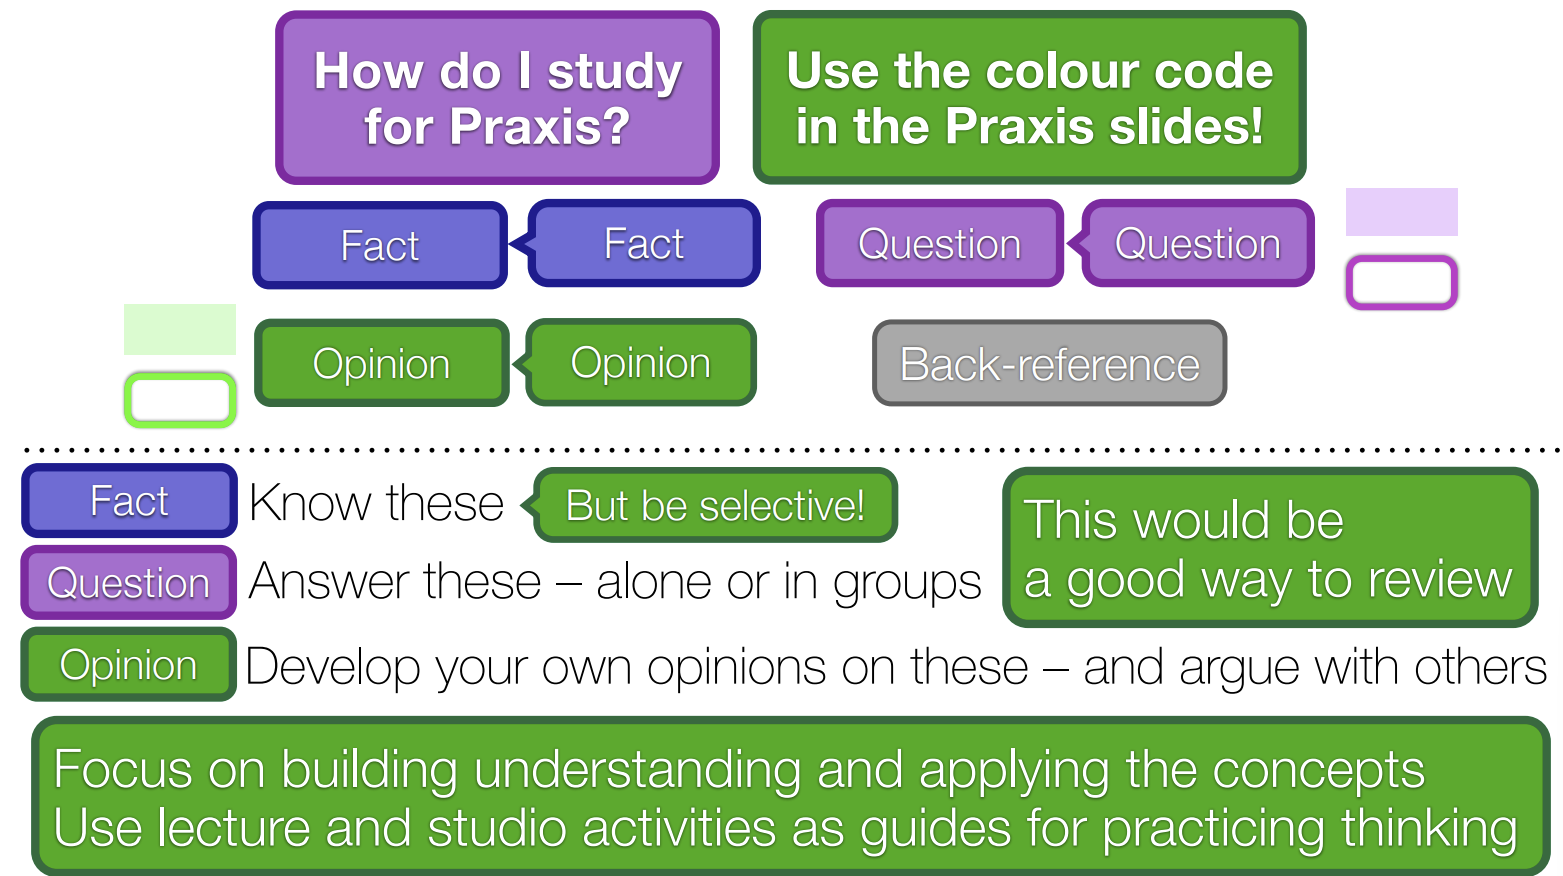 How do I study
for Praxis?
Use the colour code
in the Praxis slides!
Fact
Fact
Question
Question
Opinion
Opinion
Back-reference
Fact
Know these
But be selective!
This would be
a good way to review
Question
Answer these – alone or in groups
Opinion
Develop your own opinions on these – and argue with others
Focus on building understanding and applying the concepts
Use lecture and studio activities as guides for practicing thinking